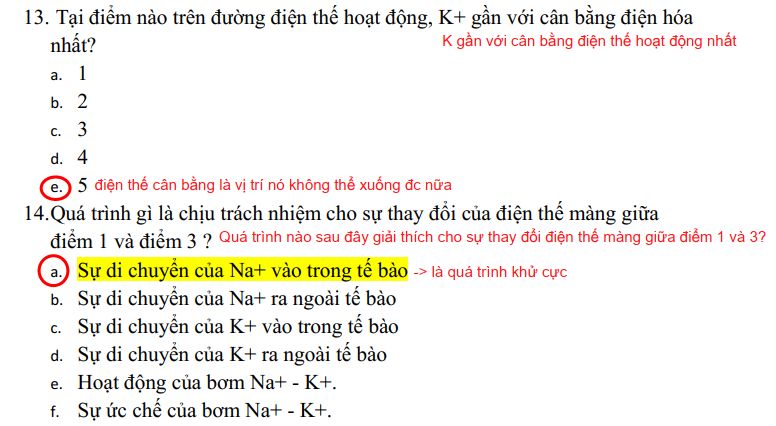 13. Tại điểm nào trên đường điện thế hoạt động, K+ gần với cân bằng điện hóa
nhất? K gần với cân bằng điện thế hoạt động nhất
a. 1
b. 2
c. 3
d. 4
e. 5 điện thế cân bằng là vị trí nó không thể xuống đc nữa
14.Quá trình gì là chịu trách nhiệm cho sự thay đổi của điện thế màng giữa
điểm 1 và điểm 3 ? Quá trình nào sau đây giải thích cho sự thay đổi điện thế màng giữa điểm 1 và 3?
a. Sự di chuyển của Na+ vào trong tế bào -> là quá trình khử cực
b. Sự di chuyển của Na+ ra ngoài tế bào
c. Sự di chuyển của K+ vào trong tế bào
d. Sự di chuyển của K+ ra ngoài tế bào
e. Hoạt động của bơm Na+ - K+.
f. Sự ức chế của bơm Na+ - K+.